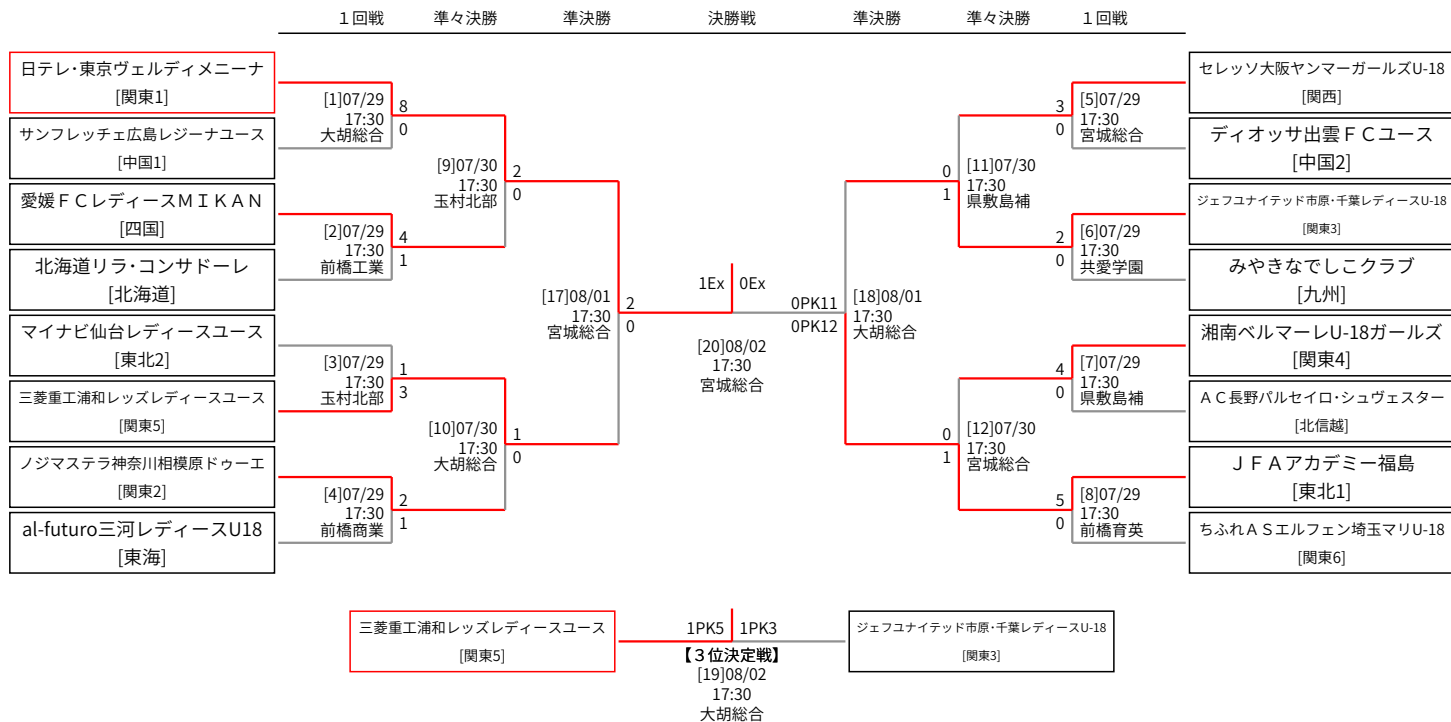 １回戦
準々決勝
準決勝
決勝戦
準決勝
準々決勝
１回戦
日テレ･東京ヴェルディメニーナ
[関東1]
サンフレッチェ広島レジーナユース
[中国1]
愛媛ＦＣレディースＭＩＫＡＮ
[四国]
北海道リラ･コンサドーレ
[北海道]
マイナビ仙台レディースユース
[東北2]
三菱重工浦和レッズレディースユース
[関東5]
ノジマステラ神奈川相模原ドゥーエ
[関東2]
al-futuro三河レディースU18
[東海]
[1]07/29
17:30
大胡総合
8
0
[2]07/29
17:30
前橋工業
4
1
[3]07/29
17:30
玉村北部
1
3
[4]07/29
17:30
前橋商業
2
1
[9]07/30
17:30
玉村北部
2
0
[10]07/30
17:30
大胡総合
1
0
[17]08/01
17:30
宮城総合
2
0
1Ex
0Ex
[20]08/02
17:30
宮城総合
0PK11
0PK12
[18]08/01
17:30
大胡総合
0
1
[11]07/30
17:30
県敷島補
0
1
[12]07/30
17:30
宮城総合
3
0
[5]07/29
17:30
宮城総合
2
0
[6]07/29
17:30
共愛学園
4
0
[7]07/29
17:30
県敷島補
5
0
[8]07/29
17:30
前橋育英
セレッソ大阪ヤンマーガールズU-18
[関西]
ディオッサ出雲ＦＣユース
[中国2]
ジェフユナイテッド市原･千葉レディースU-18
[関東3]
みやきなでしこクラブ
[九州]
湘南ベルマーレU-18ガールズ
[関東4]
ＡＣ長野パルセイロ･シュヴェスター
[北信越]
ＪＦＡアカデミー福島
[東北1]
ちふれＡＳエルフェン埼玉マリU-18
[関東6]
三菱重工浦和レッズレディースユース
[関東5]
1PK5
1PK3
【３位決定戦】
[19]08/02
17:30
大胡総合
ジェフユナイテッド市原･千葉レディースU-18
[関東3]